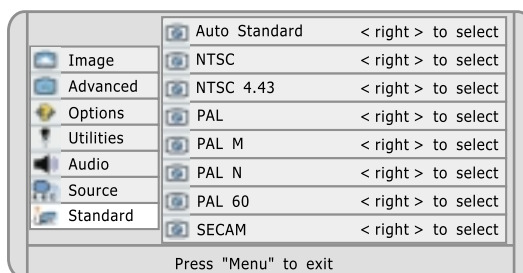 Image
Advanced
Options
Utilities
Audio
Source
Standard
Auto Standard < right > to select
NTSC < right > to select
NTSC 4.43 < right > to select
PAL < right > to select
PAL M < right > to select
PAL N < right > to select
PAL 60 < right > to select
SECAM < right > to select
Press "Menu" to exit